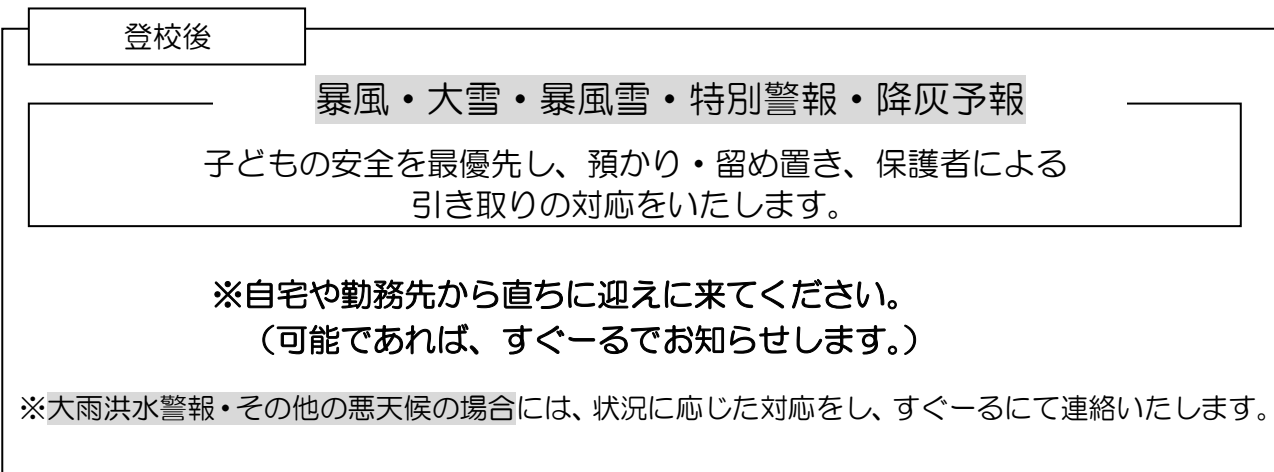 登校後
暴風・大雪・暴風雪・特別警報・降灰予報
子どもの安全を最優先し、預かり・留め置き、保護者による
引き取りの対応をいたします。
※自宅や勤務先から直ちに迎えに来てください。
（可能であれば、すぐーるでお知らせします。）
※大雨洪水警報・その他の悪天候の場合には、状況に応じた対応をし、すぐーるにて連絡いたします。